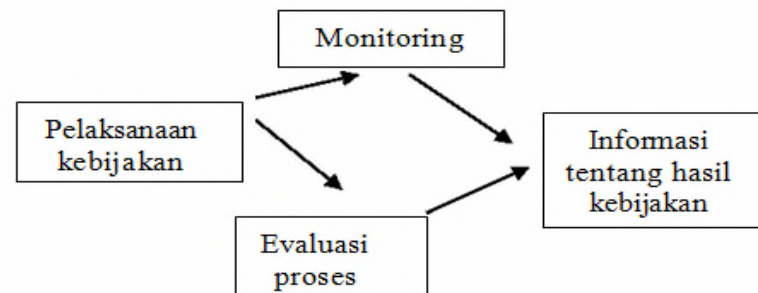 Monitoring
Pelaksanaan
kebijakan
Informasi
tentang hasil
kebijakan
Evaluasi
proses